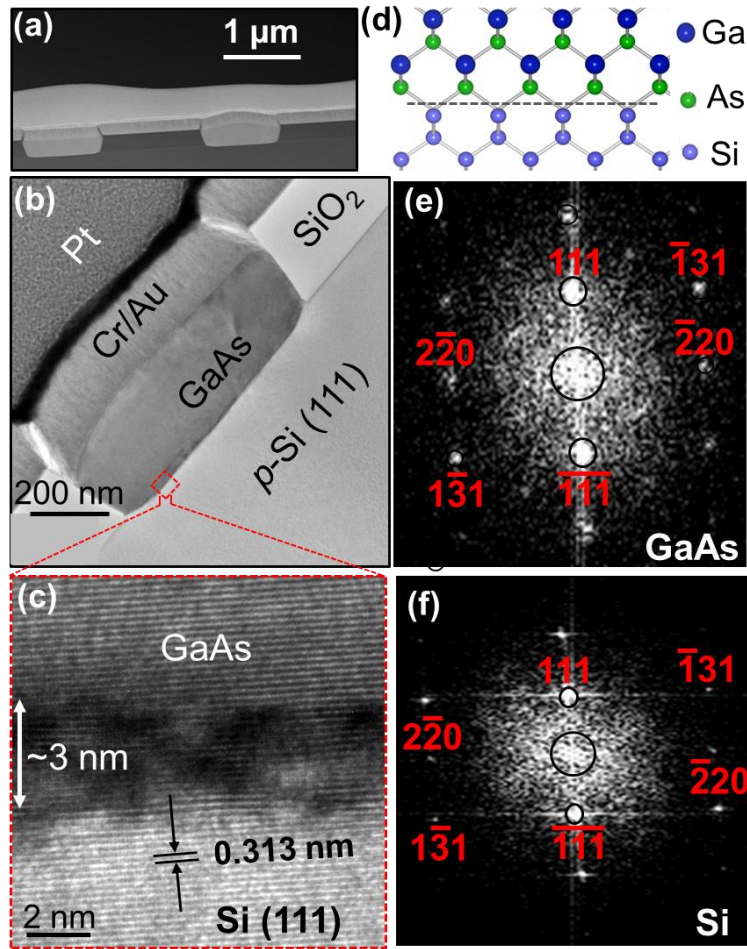 (a)
1 μm
(d)
Ga
As
Si
(b)
Pt
Cr/Au
GaAs
SiO₂
p-Si (111)
200 nm
(e)
111
1̅31
22̅0
2̅20
13̅1
1̅1̅1̅
GaAs
(c)
GaAs
~3 nm
0.313 nm
Si (111)
2 nm
(f)
111
1̅31
22̅0
2̅20
13̅1
1̅1̅1̅
Si